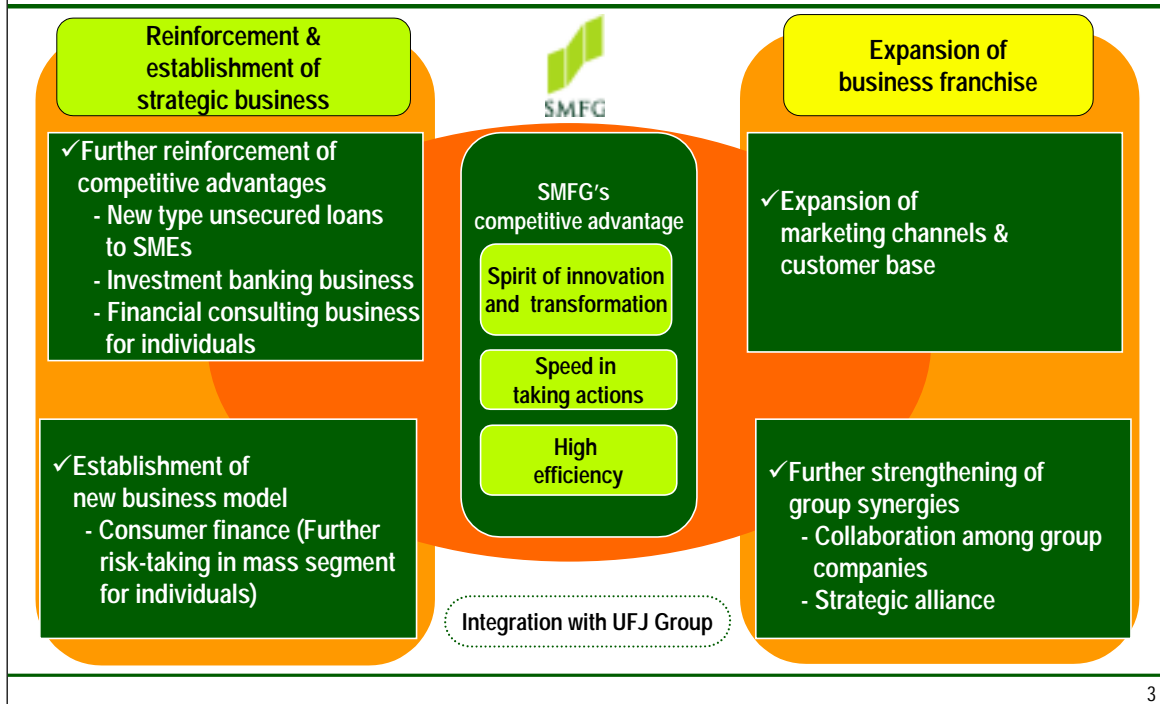 Reinforcement &
establishment of
strategic business
✓Further reinforcement of
competitive advantages
- New type unsecured loans
to SMEs
- Investment banking business
- Financial consulting business
for individuals
✓Establishment of
new business model
- Consumer finance (Further
risk-taking in mass segment
for individuals)
SMFG
SMFG's
competitive advantage
Spirit of innovation
and transformation
Speed in
taking actions
High
efficiency
Integration with UFJ Group
Expansion of
business franchise
✓Expansion of
marketing channels &
customer base
✓Further strengthening of
group synergies
- Collaboration among group
companies
- Strategic alliance
3